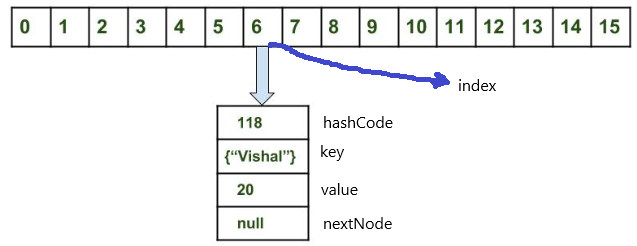 0 1 2 3 4 5 6 7 8 9 10 11 12 13 14 15
index
118 hashCode
{“Vishal”} key
20 value
null nextNode